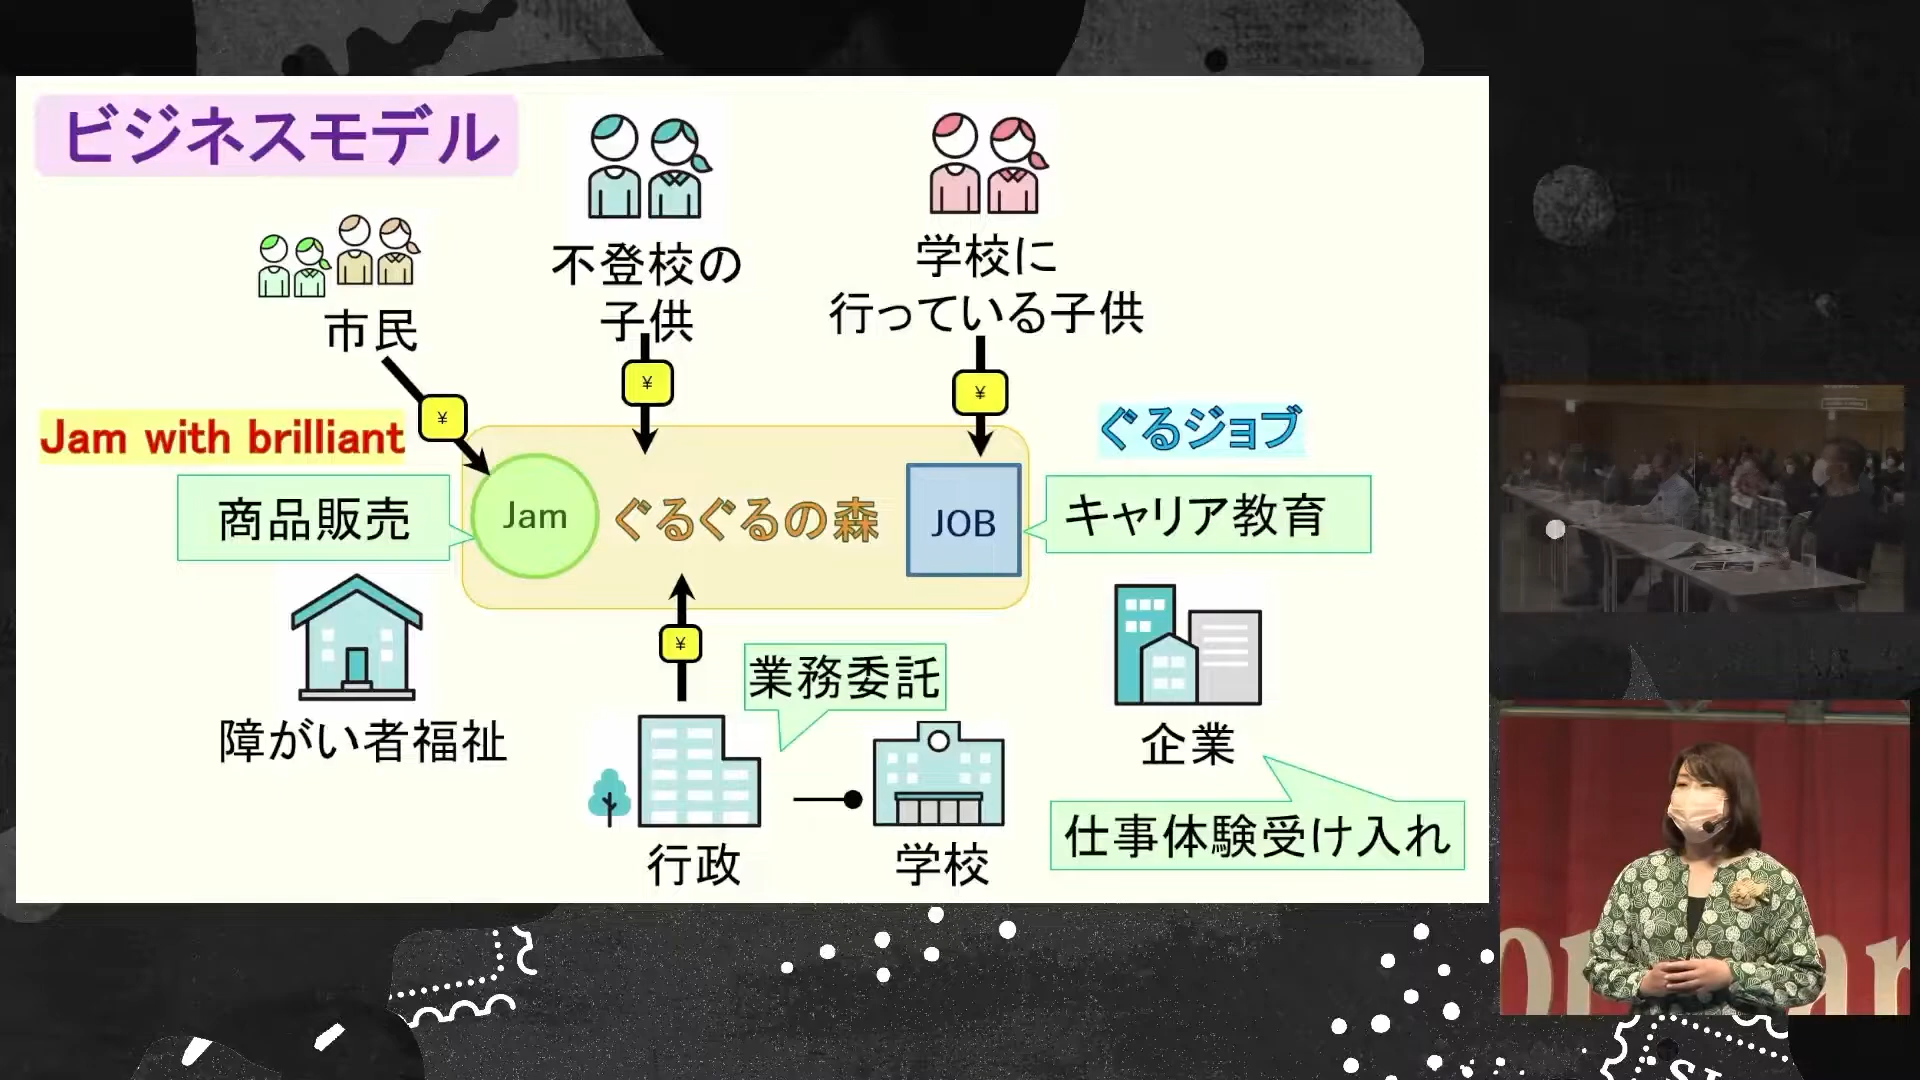 ビジネスモデル
市民
不登校の
子供
学校に
行っている子供
¥
¥
¥
Jam with brilliant
ぐるジョブ
商品販売
Jam
ぐるぐるの森
JOB
キャリア教育
¥
業務委託
障がい者福祉
企業
行政
学校
仕事体験受け入れ